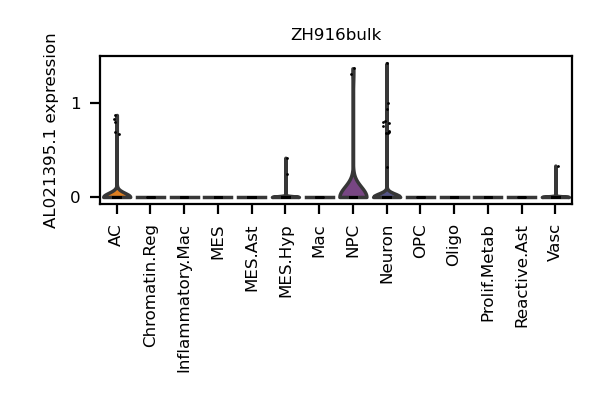 ZH916bulk
AL021395.1 expression
1
0
AC
Chromatin.Reg
Inflammatory.Mac
MES
MES.Ast
MES.Hyp
Mac
NPC
Neuron
OPC
Oligo
Prolif.Metab
Reactive.Ast
Vasc